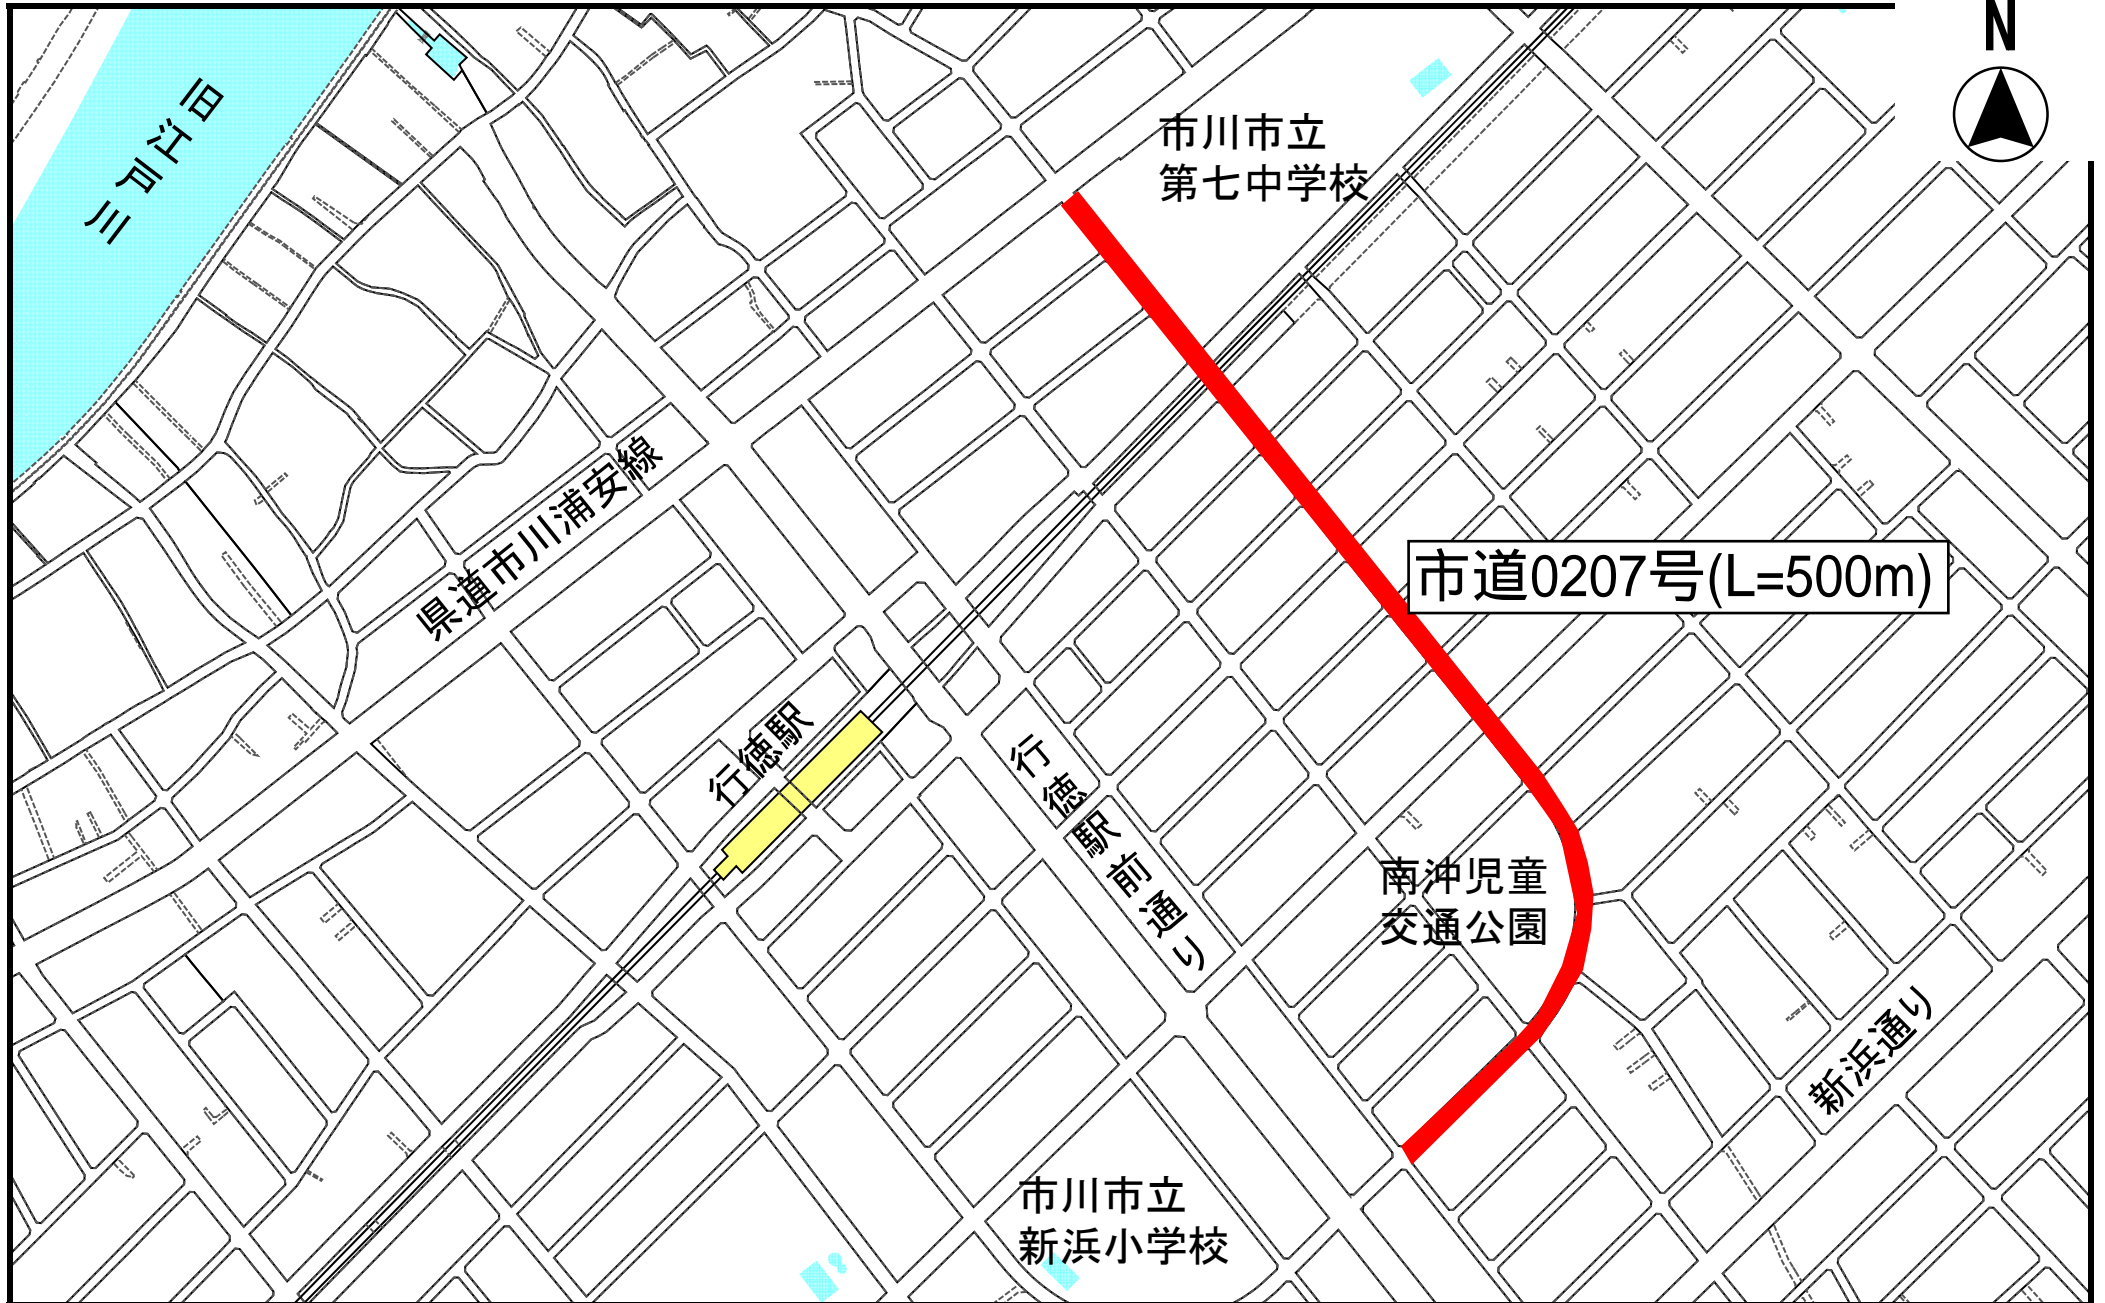 N
旧江戸川
市川市立
第七中学校
県道市川浦安線
市道0207号(L=500m)
行徳駅
行徳駅前通り
南沖児童
交通公園
新浜通り
市川市立
新浜小学校